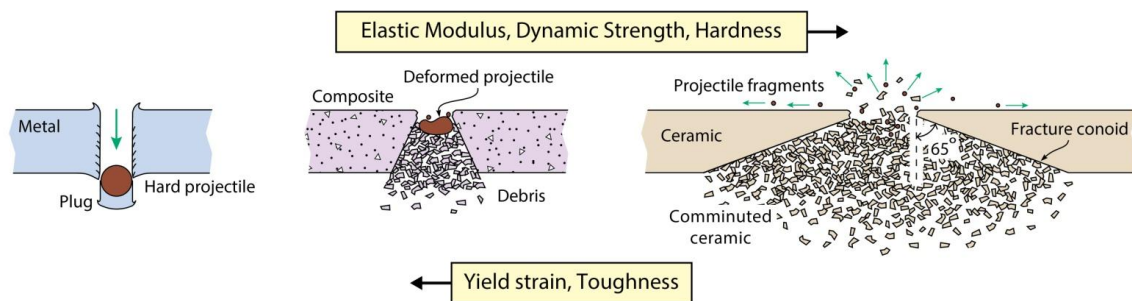 Elastic Modulus, Dynamic Strength, Hardness
Metal
Plug
Hard projectile
Composite
Deformed projectile
Debris
Projectile fragments
Ceramic
65°
Fracture conoid
Comminuted
ceramic
Yield strain, Toughness